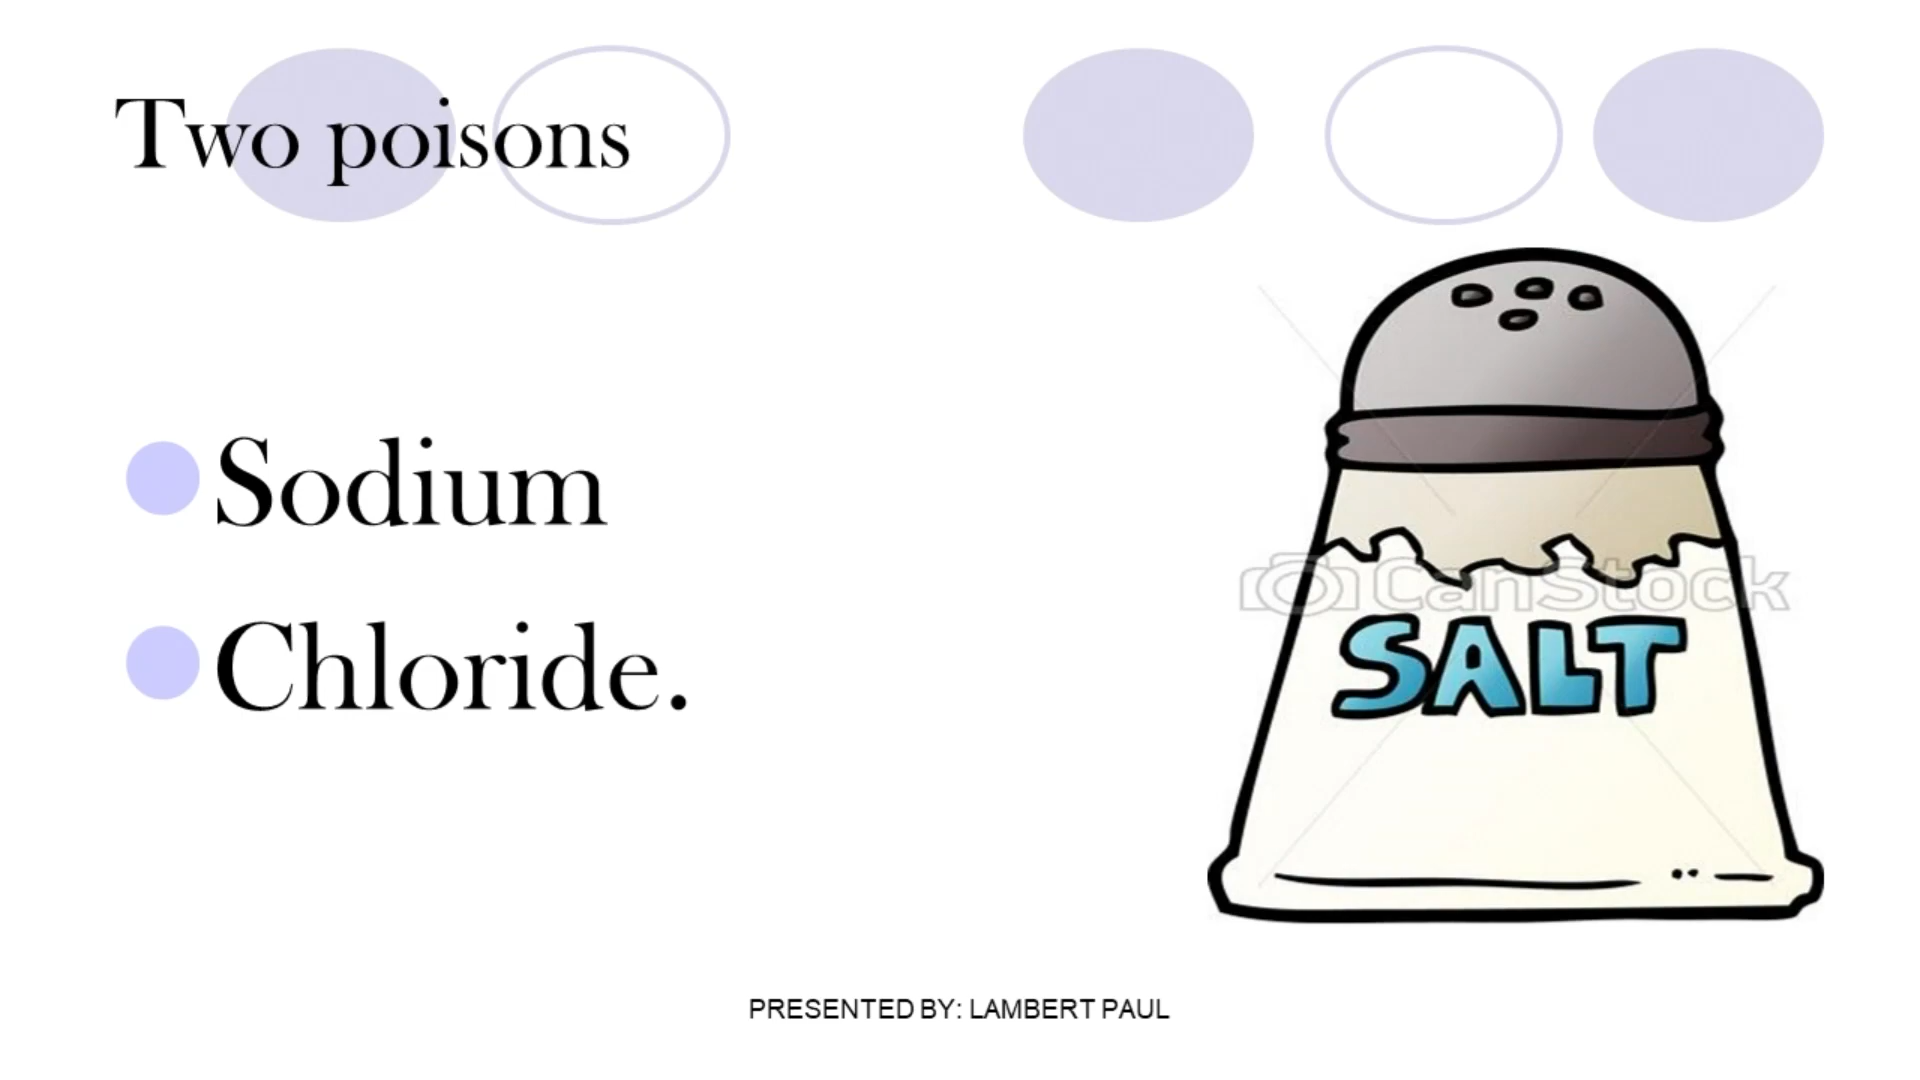 Two poisons
Sodium
Chloride.
CanStock
SALT
PRESENTED BY: LAMBERT PAUL